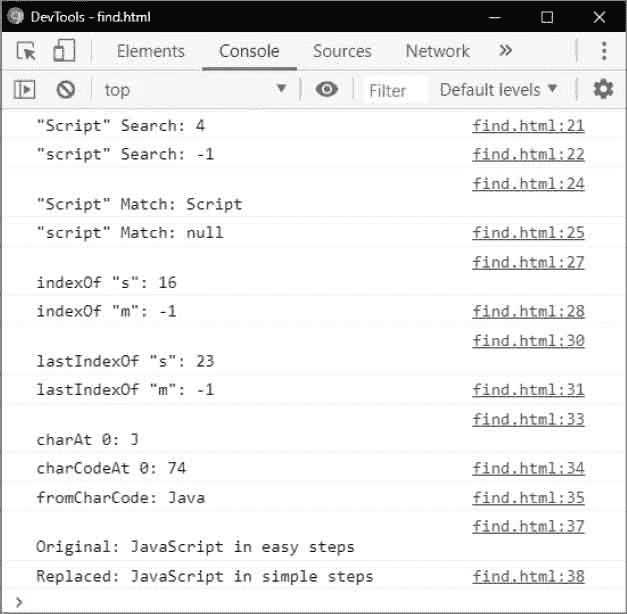 DevTools - find.html
Elements Console Sources Network »
top Filter Default levels
"Script" Search: 4 find.html:21
"script" Search: -1 find.html:22
find.html:24
"Script" Match: Script
"script" Match: null find.html:25
find.html:27
indexOf "s": 16
indexOf "m": -1 find.html:28
find.html:30
lastIndexOf "s": 23
lastIndexOf "m": -1 find.html:31
find.html:33
charAt 0: J
charCodeAt 0: 74 find.html:34
fromCharCode: Java find.html:35
find.html:37
Original: JavaScript in easy steps
Replaced: JavaScript in simple steps find.html:38
>